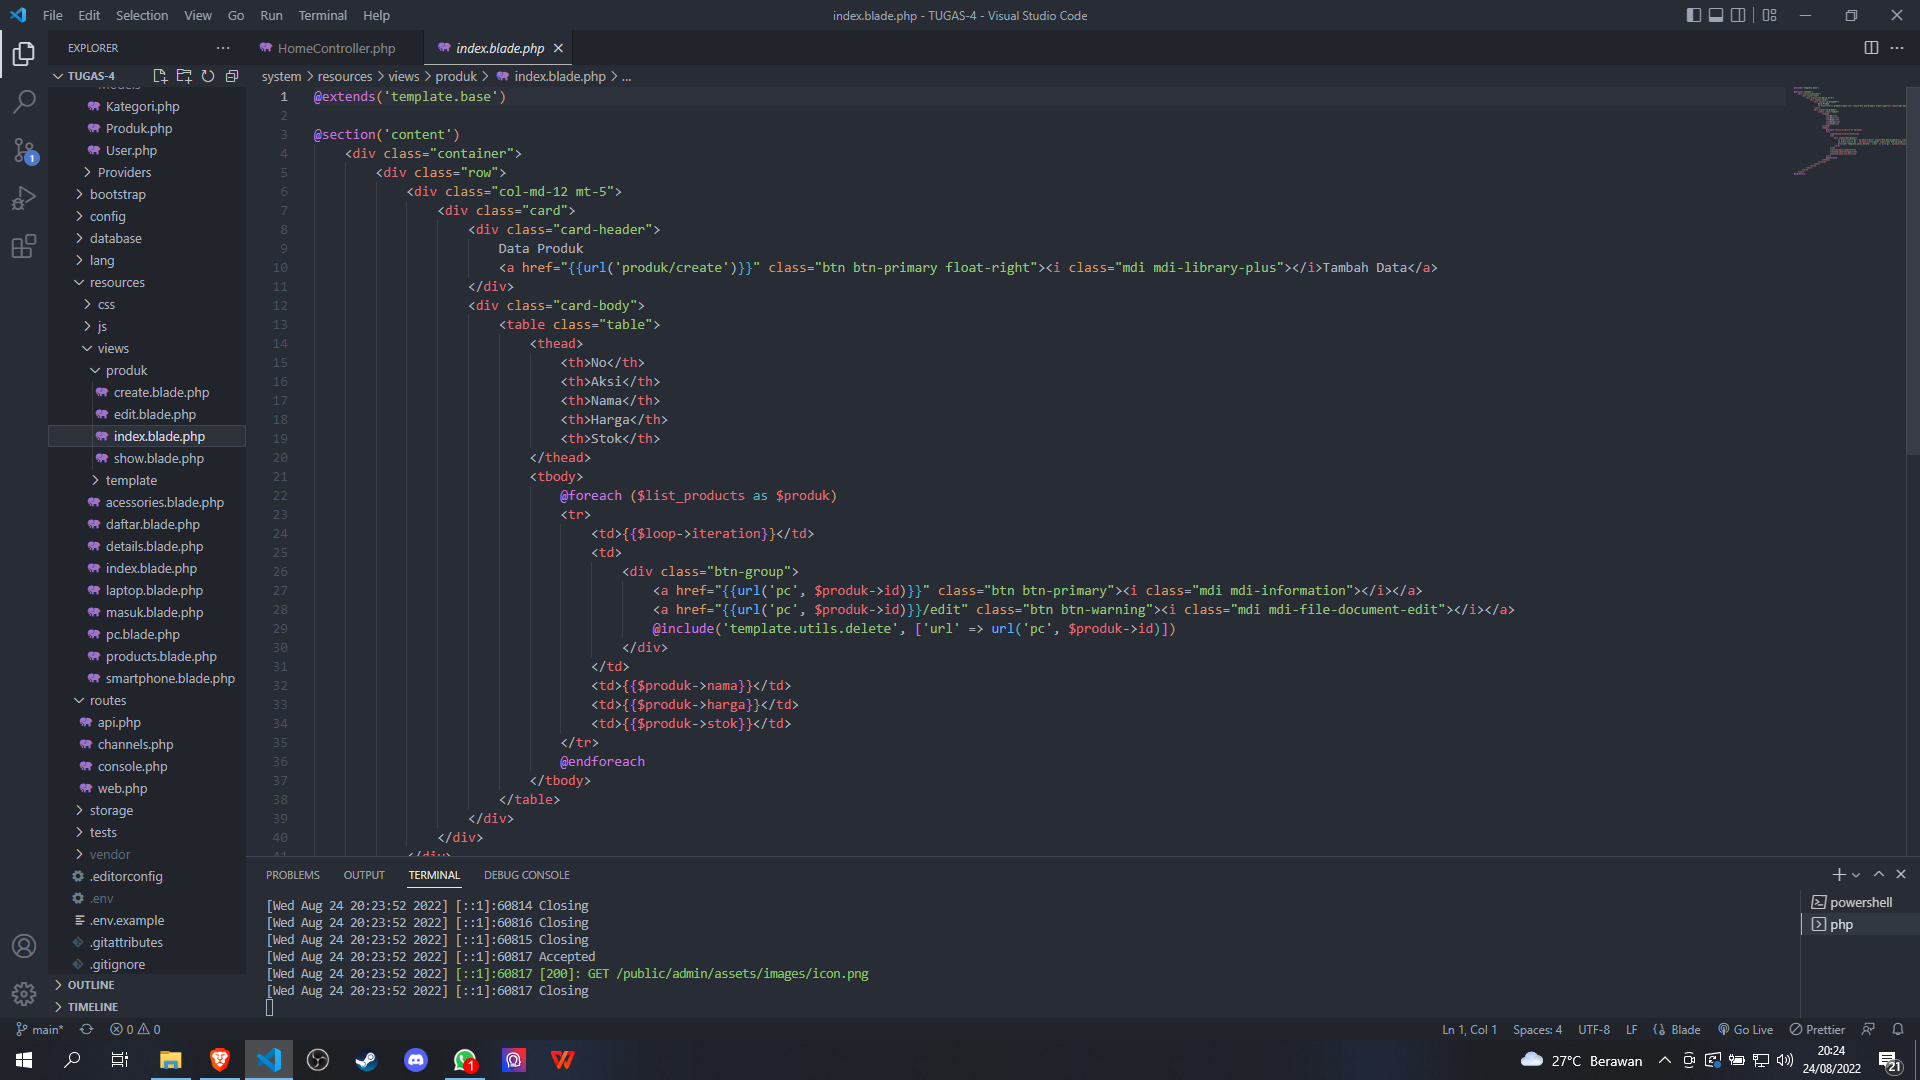 File Edit Selection View Go Run Terminal Help
index.blade.php - TUGAS-4 - Visual Studio Code
EXPLORER
HomeController.php
index.blade.php
TUGAS-4
system > resources > views > produk > index.blade.php > ...
Models
Kategori.php
Produk.php
User.php
Providers
bootstrap
config
database
lang
resources
css
js
views
produk
create.blade.php
edit.blade.php
index.blade.php
show.blade.php
template
acessories.blade.php
daftar.blade.php
details.blade.php
index.blade.php
laptop.blade.php
masuk.blade.php
pc.blade.php
products.blade.php
smartphone.blade.php
routes
api.php
channels.php
console.php
web.php
storage
tests
vendor
.editorconfig
.env
.env.example
.gitattributes
.gitignore
OUTLINE
TIMELINE
1 @extends('template.base')
2
3 @section('content')
4 <div class="container">
5 <div class="row">
6 <div class="col-md-12 mt-5">
7 <div class="card">
8 <div class="card-header">
9 Data Produk
10 <a href="{{url('produk/create')}}" class="btn btn-primary float-right"><i class="mdi mdi-library-plus"></i>Tambah Data</a>
11 </div>
12 <div class="card-body">
13 <table class="table">
14 <thead>
15 <th>No</th>
16 <th>Aksi</th>
17 <th>Nama</th>
18 <th>Harga</th>
19 <th>Stok</th>
20 </thead>
21 <tbody>
22 @foreach ($list_products as $produk)
23 <tr>
24 <td>{{$loop->iteration}}</td>
25 <td>
26 <div class="btn-group">
27 <a href="{{url('pc', $produk->id)}}" class="btn btn-primary"><i class="mdi mdi-information"></i></a>
28 <a href="{{url('pc', $produk->id)}}/edit" class="btn btn-warning"><i class="mdi mdi-file-document-edit"></i></a>
29 @include('template.utils.delete', ['url' => url('pc', $produk->id)])
30 </div>
31 </td>
32 <td>{{$produk->nama}}</td>
33 <td>{{$produk->harga}}</td>
34 <td>{{$produk->stok}}</td>
35 </tr>
36 @endforeach
37 </tbody>
38 </table>
39 </div>
40 </div>
41 </div>
PROBLEMS OUTPUT TERMINAL DEBUG CONSOLE
[Wed Aug 24 20:23:52 2022] [::1]:60814 Closing
[Wed Aug 24 20:23:52 2022] [::1]:60816 Closing
[Wed Aug 24 20:23:52 2022] [::1]:60815 Closing
[Wed Aug 24 20:23:52 2022] [::1]:60817 Accepted
[Wed Aug 24 20:23:52 2022] [::1]:60817 [200]: GET /public/admin/assets/images/icon.png
[Wed Aug 24 20:23:52 2022] [::1]:60817 Closing
powershell
php
main* 0 0
Ln 1, Col 1 Spaces: 4 UTF-8 LF Blade Go Live Prettier
1
1
27°C Berawan
20:24
24/08/2022
21